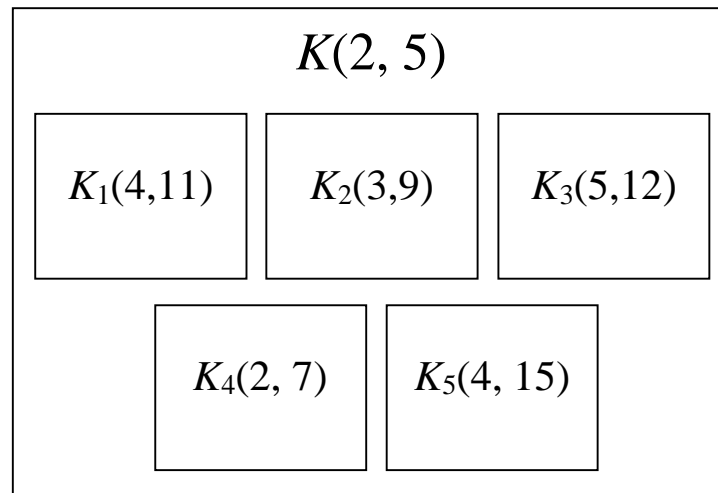 K(2, 5)
K₁(4,11) K₂(3,9) K₃(5,12)
K₄(2, 7) K₅(4, 15)